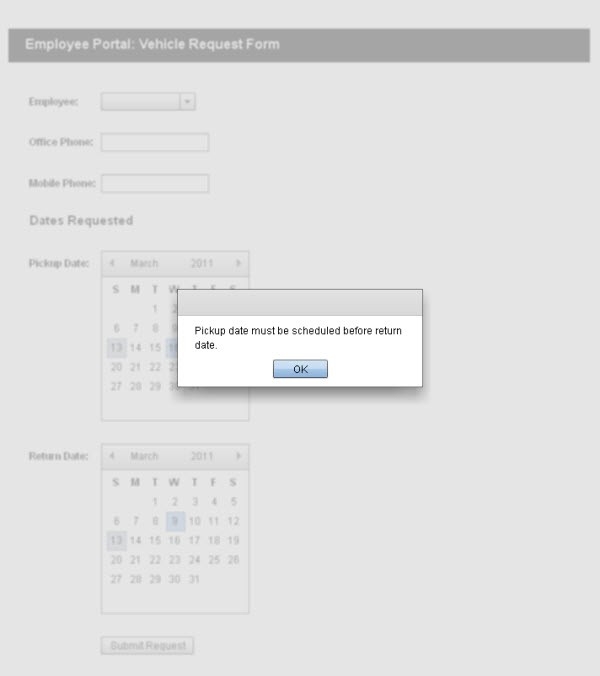 Employee Portal: Vehicle Request Form
Employee:
Office Phone:
Mobile Phone:
Dates Requested
Pickup Date:
March 2011
S M T W T F S
1 2
6 7 8 9
13 14 15 16
20 21 22 23
27 28 29 30 31
Pickup date must be scheduled before return
date.
OK
Return Date:
March 2011
S M T W T F S
1 2 3 4 5
6 7 8 9 10 11 12
13 14 15 16 17 18 19
20 21 22 23 24 25 26
27 28 29 30 31
Submit Request